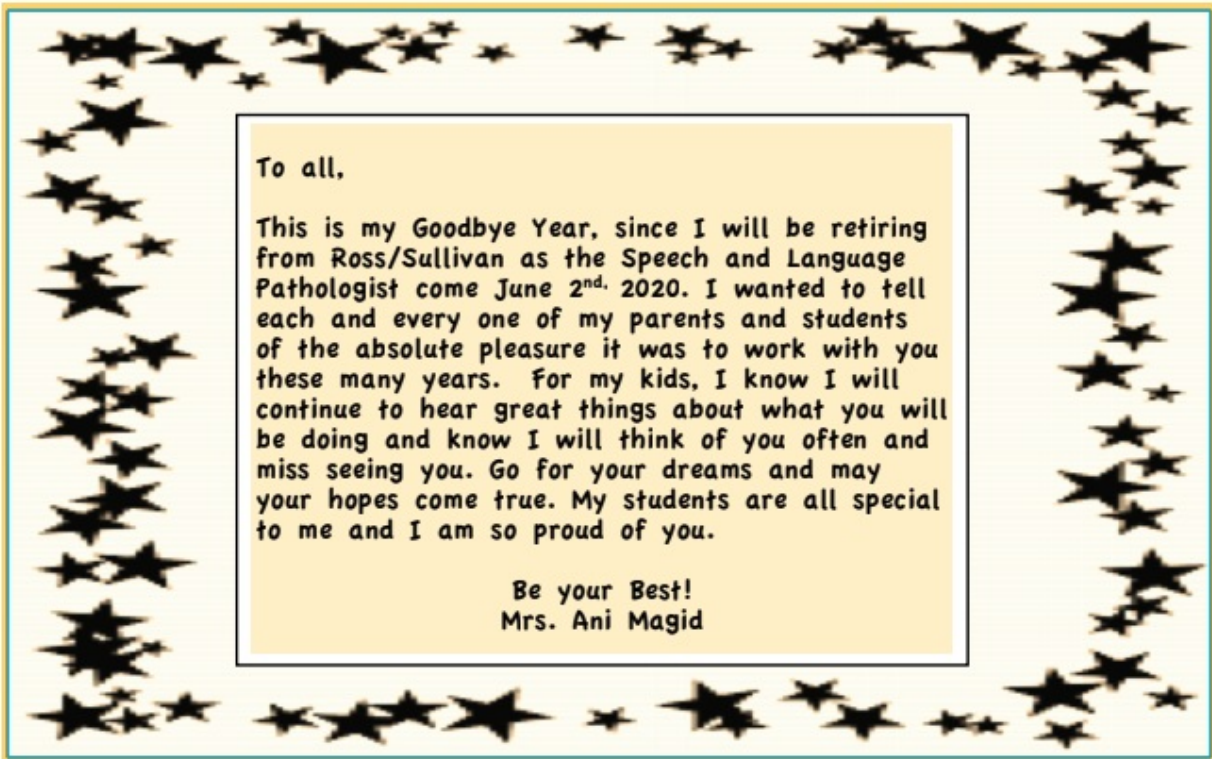 To all,
This is my Goodbye Year, since I will be retiring
from Ross/Sullivan as the Speech and Language
Pathologist come June 2nd, 2020. I wanted to tell
each and every one of my parents and students
of the absolute pleasure it was to work with you
these many years. For my kids, I know I will
continue to hear great things about what you will
be doing and know I will think of you often and
miss seeing you. Go for your dreams and may
your hopes come true. My students are all special
to me and I am so proud of you.
Be your Best!
Mrs. Ani Magid